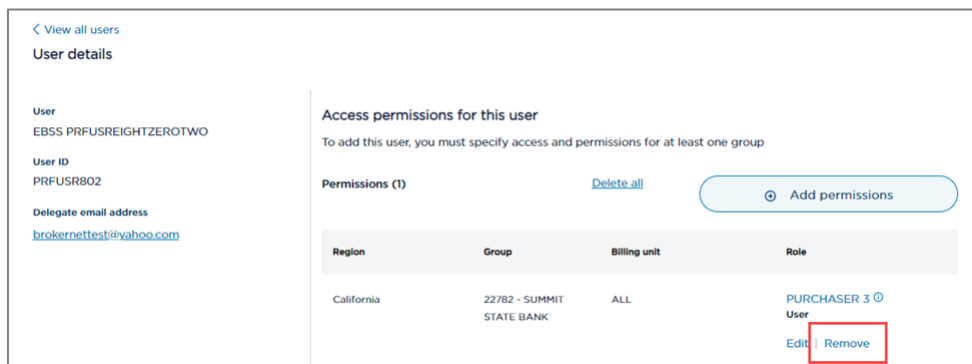 View all users
User details
User
EBSS PRFUSREIGHTZEROTWO
User ID
PRFUSR802
Delegate email address
brokernettest@yahoo.com
Access permissions for this user
To add this user, you must specify access and permissions for at least one group
Permissions (1)
Delete all
Add permissions
Region
Group
Billing unit
Role
California
22782 - SUMMIT
STATE BANK
ALL
PURCHASER 3
User
Edit | Remove